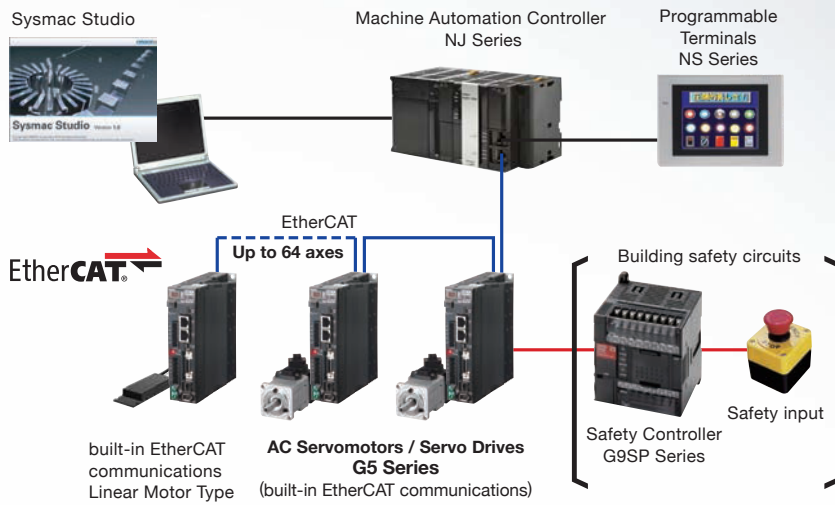 Sysmac Studio
Machine Automation Controller
NJ Series
Programmable
Terminals
NS Series
Sysmac Studio
EtherCAT
Up to 64 axes
EtherCAT®
Building safety circuits
Safety input
Safety Controller
G9SP Series
built-in EtherCAT
communications
Linear Motor Type
AC Servomotors / Servo Drives
G5 Series
(built-in EtherCAT communications)